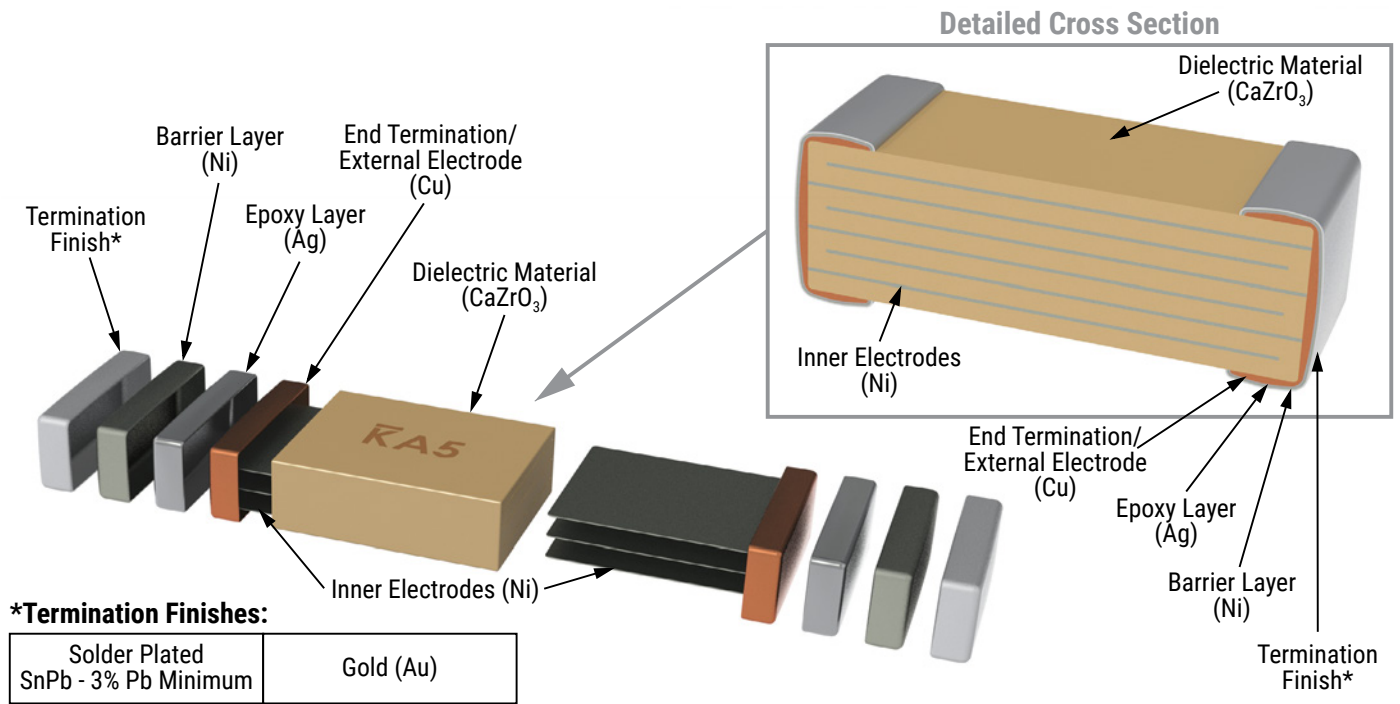 Detailed Cross Section
Dielectric Material
(CaZrO₃)
Inner Electrodes
(Ni)
End Termination/
External Electrode
(Cu)
Epoxy Layer
(Ag)
Barrier Layer
(Ni)
Termination
Finish*
Termination
Finish*
Barrier Layer
(Ni)
Epoxy Layer
(Ag)
End Termination/
External Electrode
(Cu)
Dielectric Material
(CaZrO₃)
KA5
Inner Electrodes (Ni)
*Termination Finishes:
Solder Plated
SnPb - 3% Pb Minimum
Gold (Au)